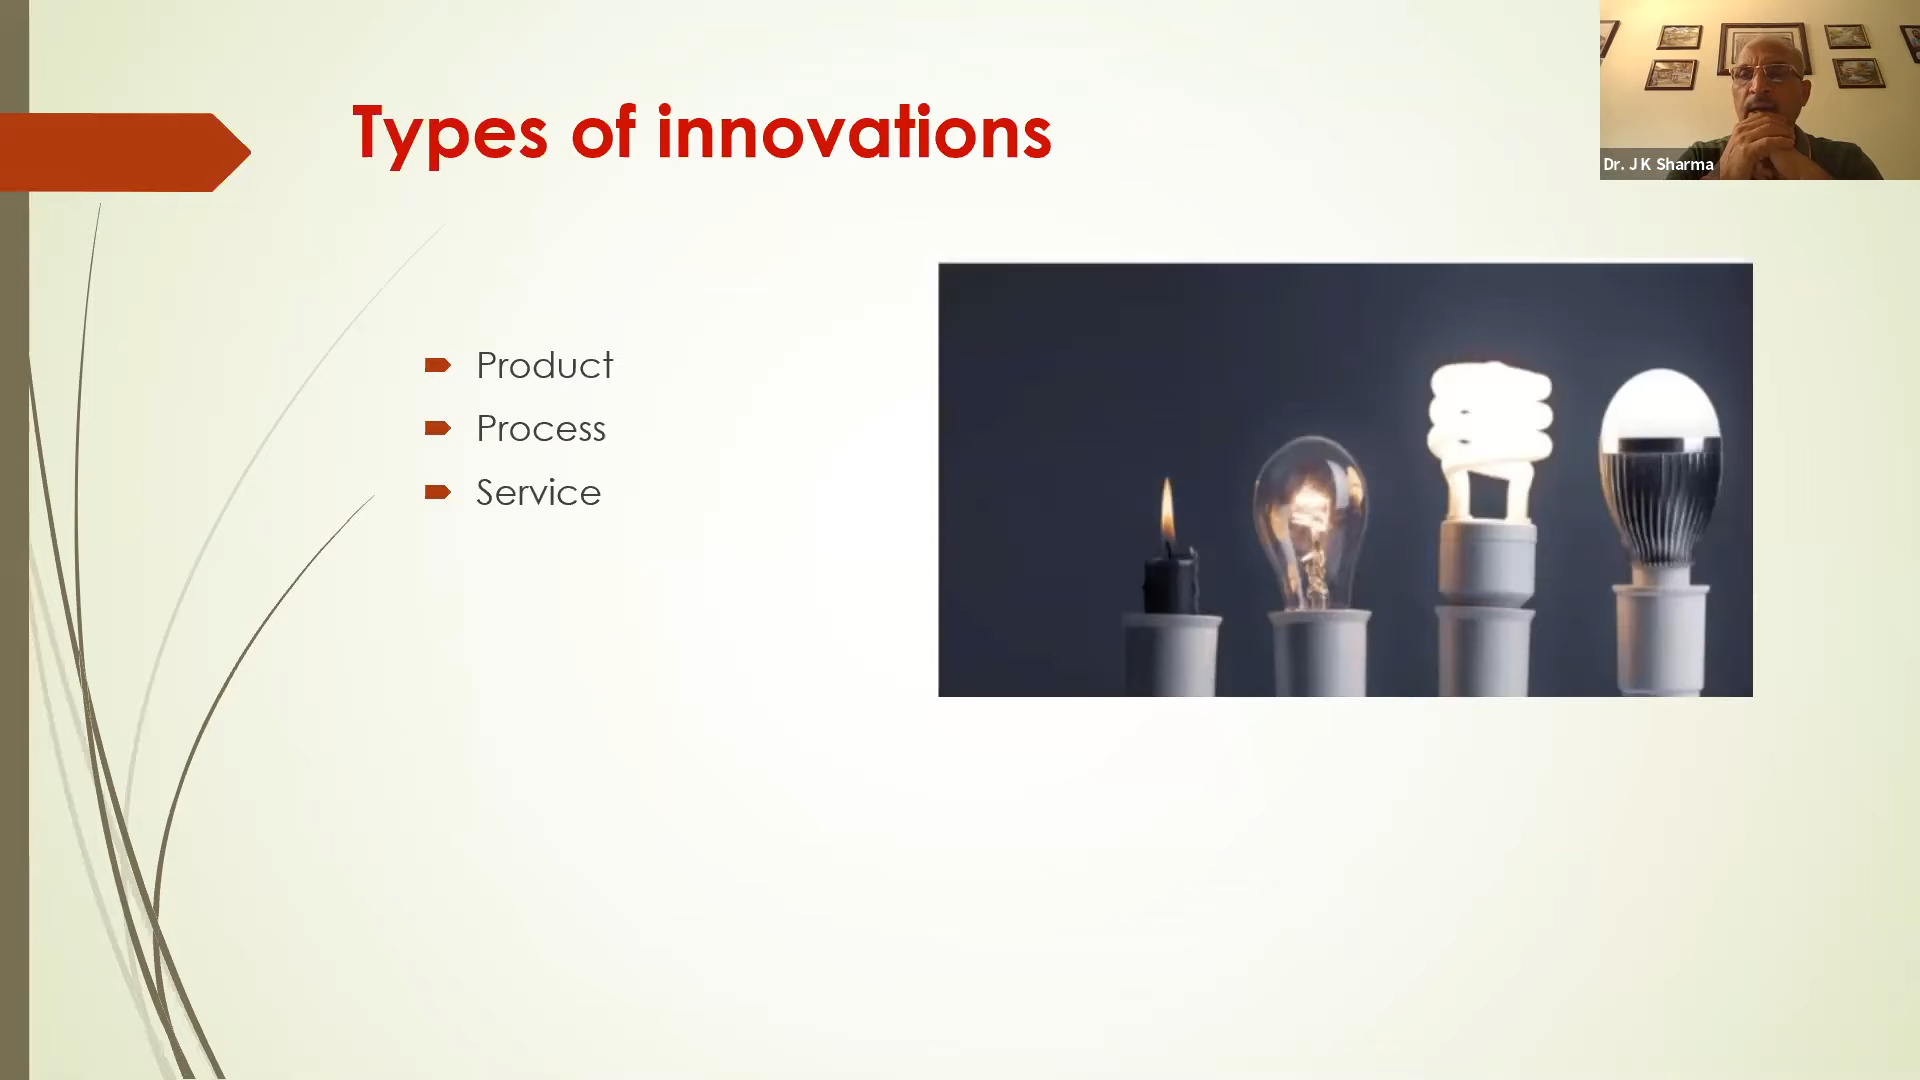 Types of innovations
Product
Process
Service
Dr. J K Sharma